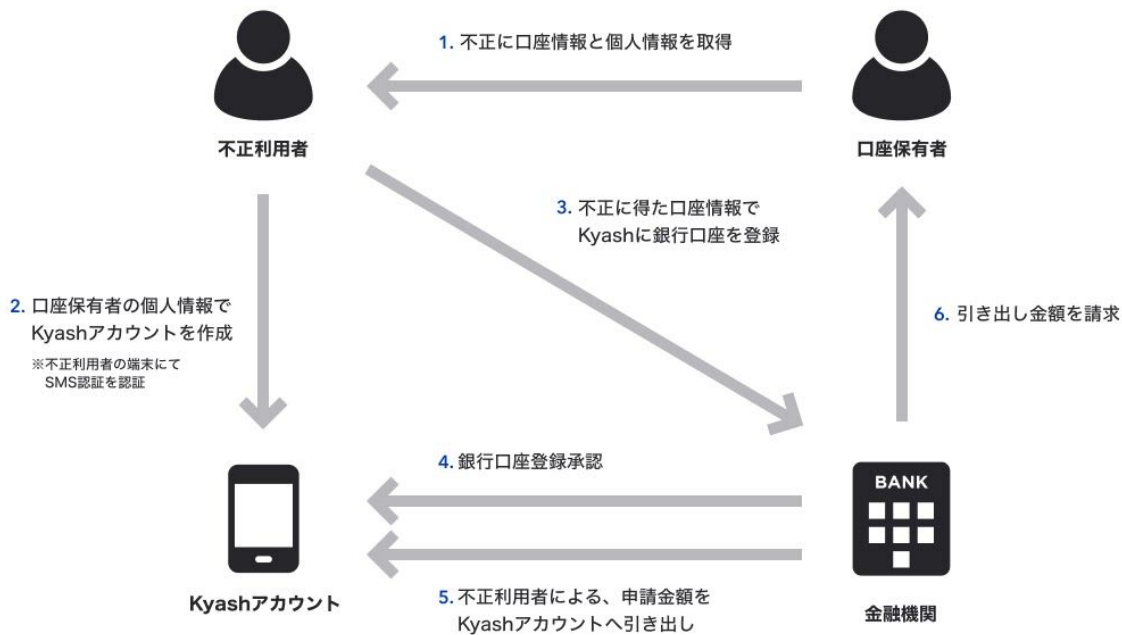 1. 不正に口座情報と個人情報を取得
不正利用者
口座保有者
3. 不正に得た口座情報で
Kyashに銀行口座を登録
2. 口座保有者の個人情報で
Kyashアカウントを作成
※不正利用者の端末にて
SMS認証を認証
6. 引き出し金額を請求
4. 銀行口座登録承認
BANK
5. 不正利用者による、申請金額を
Kyashアカウントへ引き出し
Kyashアカウント
金融機関